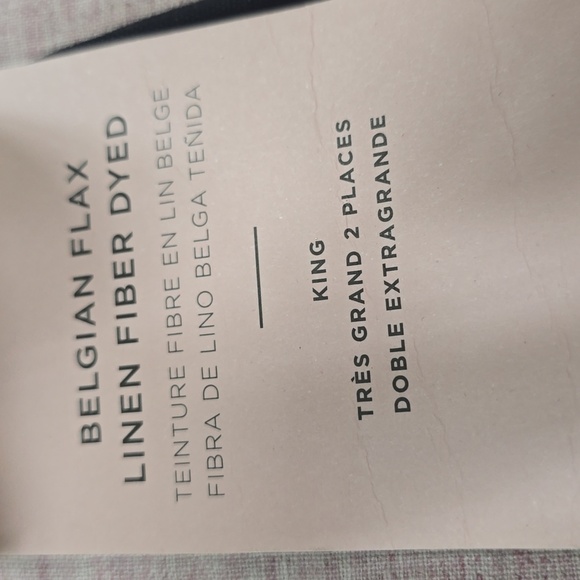 BELGIAN FLAX
LINEN FIBER DYED
TEINTURE FIBRE EN LIN BELGE
FIBRA DE LINO BELGA TEÑIDA
KING
TRÈS GRAND 2 PLACES
DOBLE EXTRAGRANDE